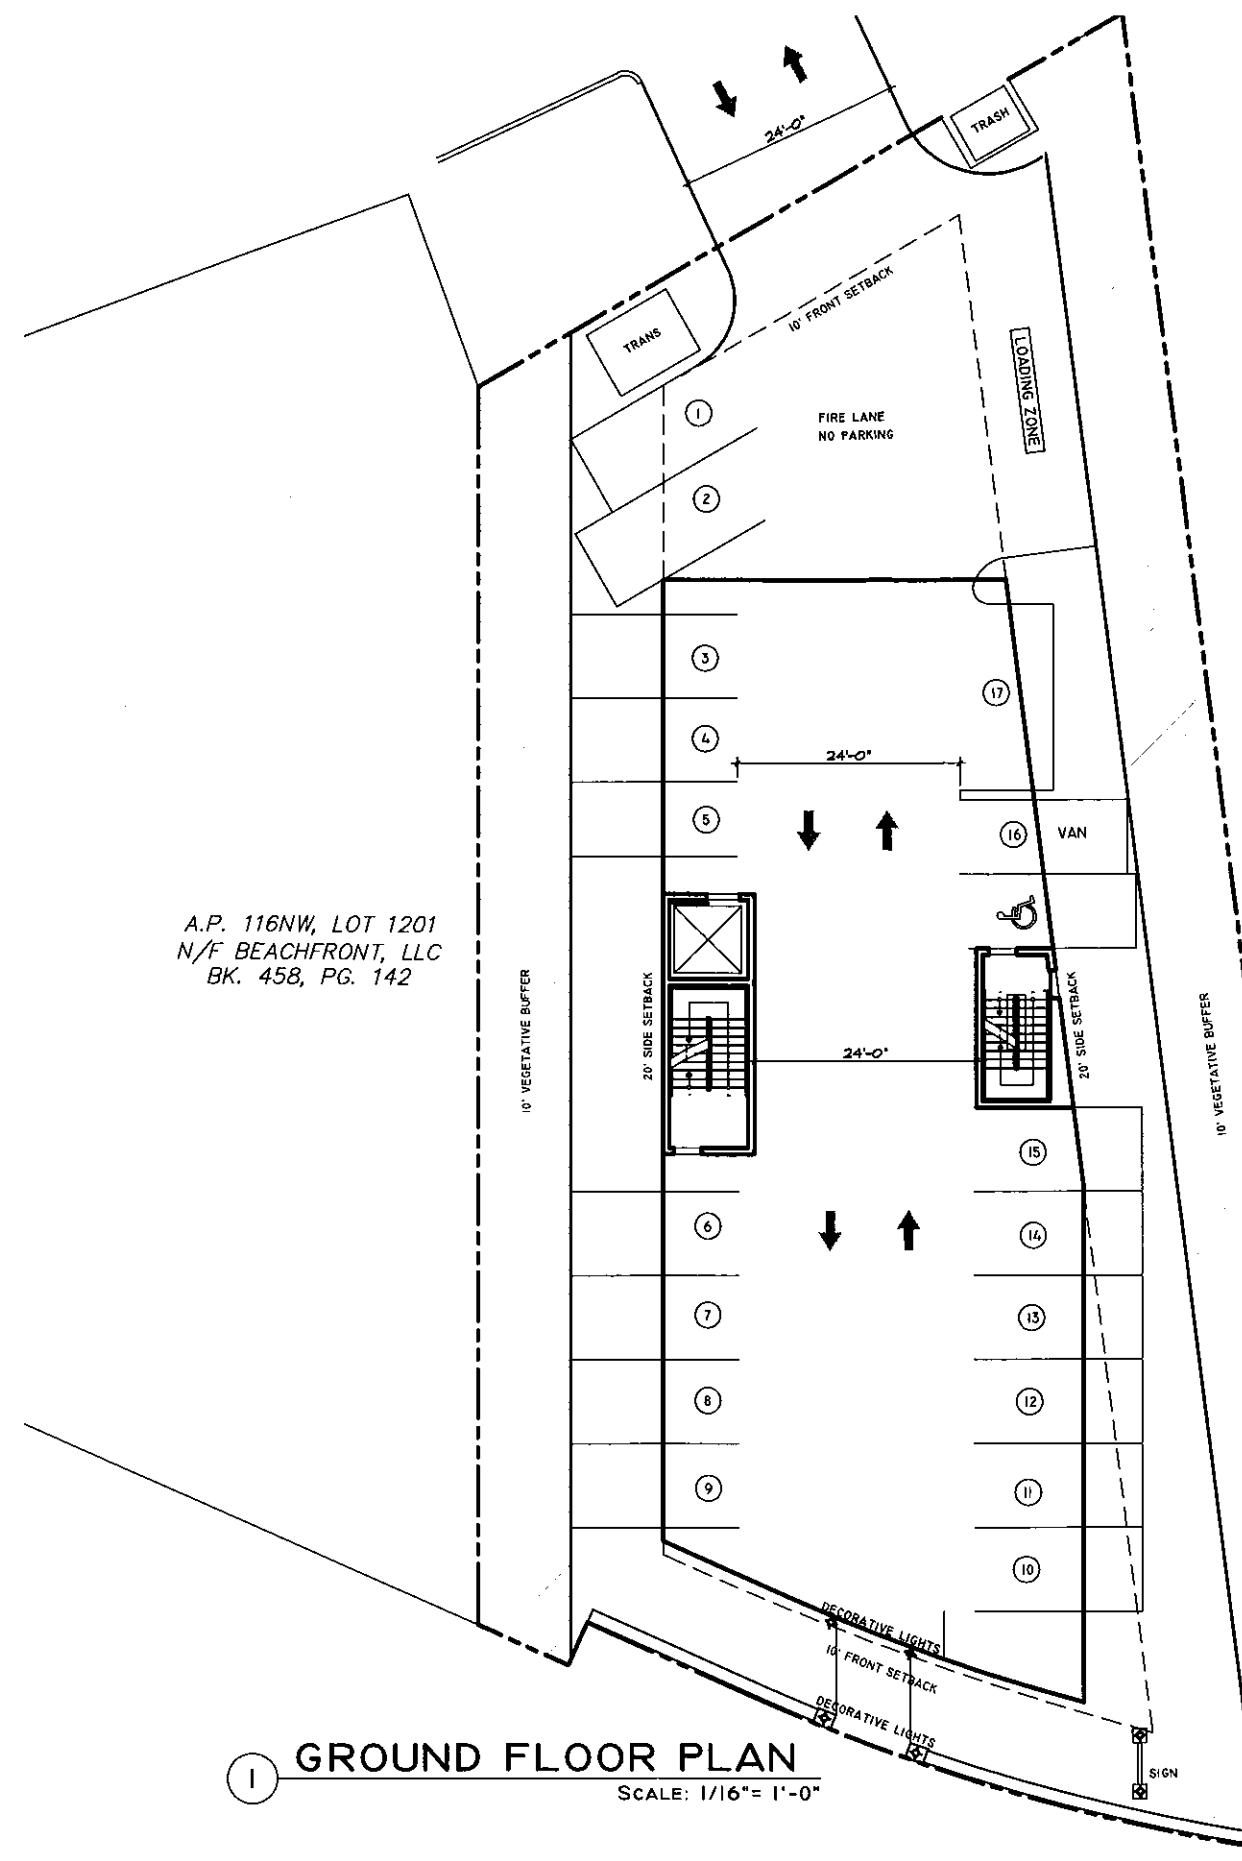 24'-0"
TRASH
10' FRONT SETBACK
TRANS
LOADING ZONE
1
FIRE LANE
NO PARKING
2
3
17
4
24'-0"
5
16
VAN
A.P. 116NW, LOT 1201
N/F BEACHFRONT, LLC
BK. 458, PG. 142
10' VEGETATIVE BUFFER
20' SIDE SETBACK
24'-0"
20' SIDE SETBACK
10' VEGETATIVE BUFFER
15
6
14
7
13
8
12
9
11
10
DECORATIVE LIGHTS
10' FRONT SETBACK
DECORATIVE LIGHTS
SIGN
1
GROUND FLOOR PLAN
SCALE: 1/16"= 1'-0"